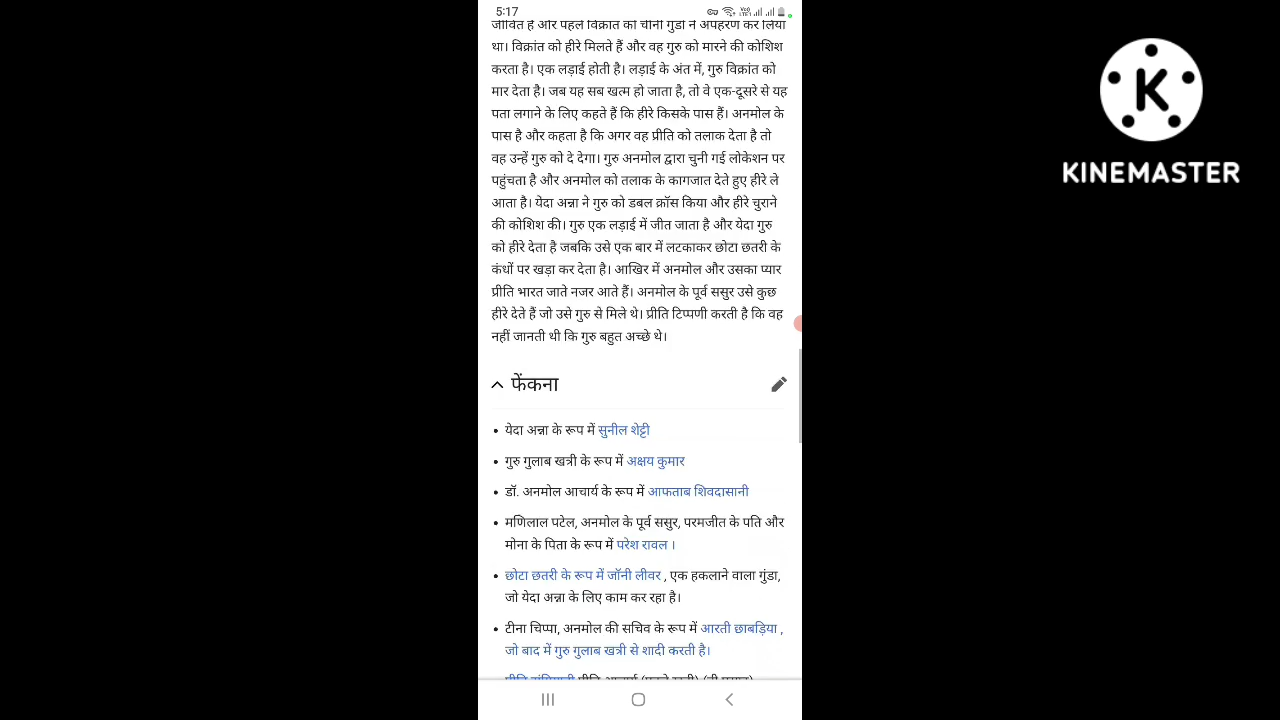 5:17
जीवित है और पहले विक्रांत को चीनी गुंडों ने अपहरण कर लिया
था। विक्रांत को हीरे मिलते हैं और वह गुरु को मारने की कोशिश
करता है। एक लड़ाई होती है। लड़ाई के अंत में, गुरु विक्रांत को
मार देता है। जब यह सब खत्म हो जाता है, तो वे एक-दूसरे से यह
पता लगाने के लिए कहते हैं कि हीरे किसके पास हैं। अनमोल के
पास है और कहता है कि अगर वह प्रीति को तलाक देता है तो
वह उन्हें गुरु को दे देगा। गुरु अनमोल द्वारा चुनी गई लोकेशन पर
पहुंचता है और अनमोल को तलाक के कागजात देते हुए हीरे ले
आता है। येदा अन्ना ने गुरु को डबल क्रॉस किया और हीरे चुराने
की कोशिश की। गुरु एक लड़ाई में जीत जाता है और येदा गुरु
को हीरे देता है जबकि उसे एक बार में लटकाकर छोटा छतरी के
कंधों पर खड़ा कर देता है। आखिर में अनमोल और उसका प्यार
प्रीति भारत जाते नजर आते हैं। अनमोल के पूर्व ससुर उसे कुछ
हीरे देते हैं जो उसे गुरु से मिले थे। प्रीति टिप्पणी करती है कि वह
नहीं जानती थी कि गुरु बहुत अच्छे थे।
फेंकना
• येदा अन्ना के रूप में सुनील शेट्टी
• गुरु गुलाब खत्री के रूप में अक्षय कुमार
• डॉ. अनमोल आचार्य के रूप में आफताब शिवदासानी
• मणिलाल पटेल, अनमोल के पूर्व ससुर, परमजीत के पति और
मोना के पिता के रूप में परेश रावल ।
• छोटा छतरी के रूप में जॉनी लीवर , एक हकलाने वाला गुंडा,
जो येदा अन्ना के लिए काम कर रहा है।
• टीना चिप्पा, अनमोल की सचिव के रूप में आरती छाबड़िया ,
जो बाद में गुरु गुलाब खत्री से शादी करती है।
K
KINEMASTER